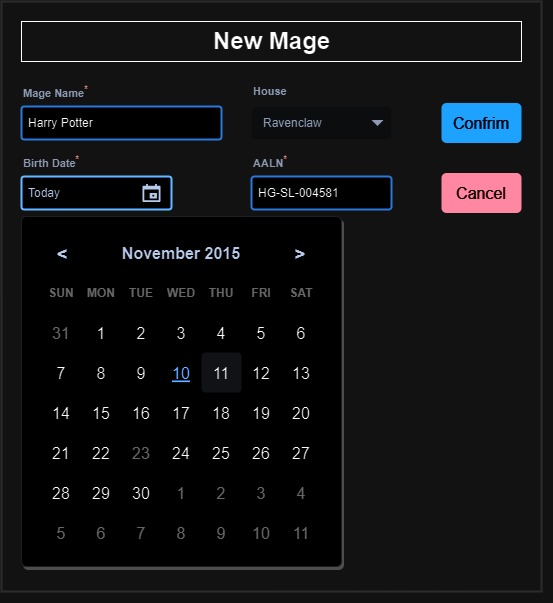 New Mage
Mage Name*
House
Harry Potter
Ravenclaw
Confrim
Birth Date*
AALN*
Today
HG-SL-004581
Cancel
< November 2015 >
SUN MON TUE WED THU FRI SAT
31 1 2 3 4 5 6
7 8 9 10 11 12 13
14 15 16 17 18 19 20
21 22 23 24 25 26 27
28 29 30 1 2 3 4
5 6 7 8 9 10 11